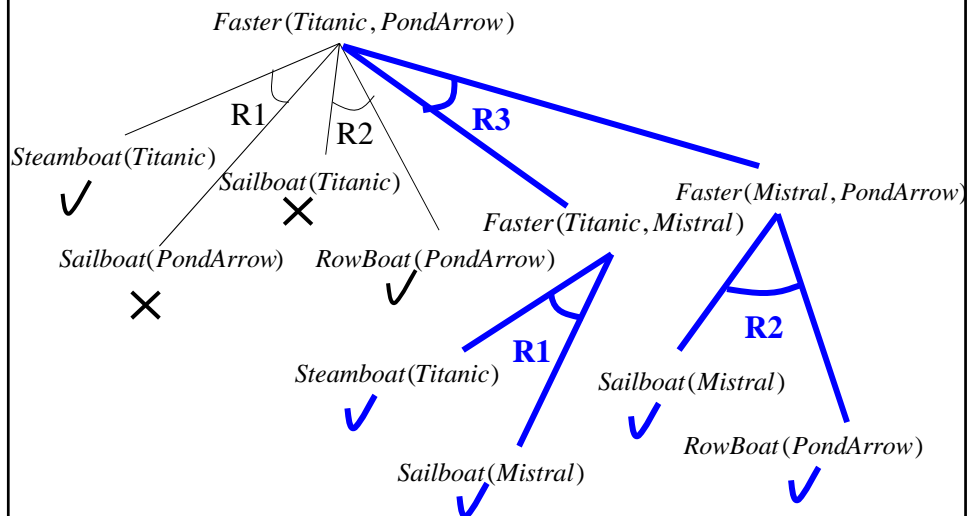 Faster(Titanic, PondArrow)
R1
R2
R3
Steamboat(Titanic)
Sailboat(Titanic)
Faster(Mistral, PondArrow)
Faster(Titanic, Mistral)
Sailboat(PondArrow)
RowBoat(PondArrow)
R1
R2
Steamboat(Titanic)
Sailboat(Mistral)
RowBoat(PondArrow)
Sailboat(Mistral)